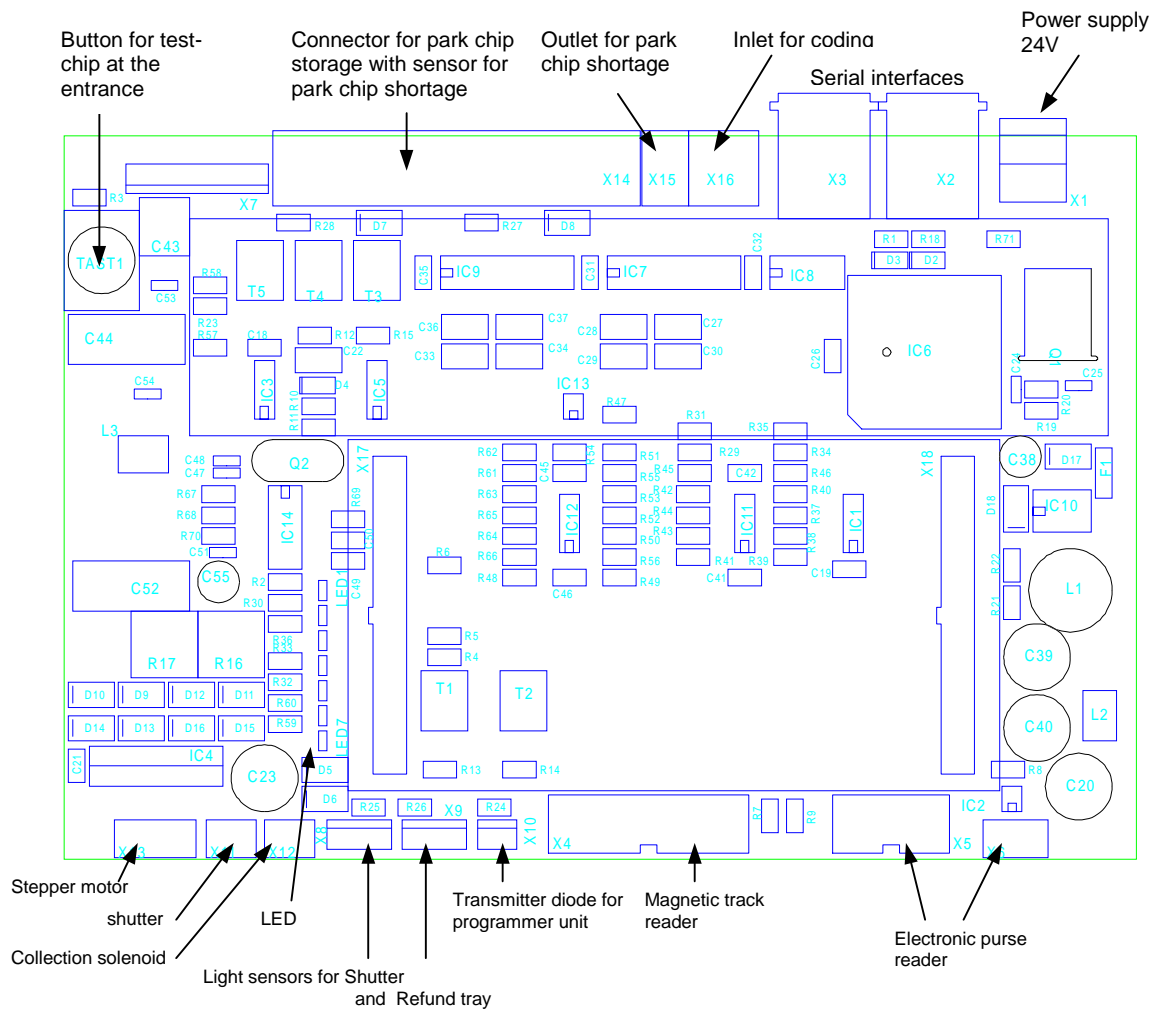 Power supply
24V
Button for test-
chip at the
entrance
Connector for park chip
storage with sensor for
park chip shortage
Outlet for park
chip shortage
Inlet for coding
Serial interfaces
R3
X7
X14
X15
X16
X3
X2
X1
TAST1
C43
R28
D7
R27
D8
C32
R1
R18
R71
D3
D2
R58
C53
T5
T4
T3
C35
IC9
C31
IC7
IC8
R23
R57
C18
R12
R15
C36
C37
C28
C27
C44
C22
C33
C34
C29
C30
C26
IC6
Q1
C24
C25
C54
IC3
D4
IC5
IC13
R20
R10
R11
R47
R19
L3
R31
R35
C48
C47
Q2
X17
R62
R54
R51
R29
R34
X18
C38
D17
F1
R61
C45
R55
R45
C42
R46
R67
R69
R63
R53
R42
R40
D18
IC10
R68
IC14
R65
IC12
R52
R44
IC11
R37
IC1
R70
C50
R64
R50
R43
R38
C51
C49
R6
R66
R56
R41
R39
C19
R22
C52
C55
R2
LED1
R48
C46
R49
C41
L1
R30
R21
R36
R5
R17
R16
R33
R4
C39
R32
T1
T2
D10
D9
D12
D11
R60
L2
D14
D13
D16
D15
R59
LED7
C40
C21
IC4
C23
D5
R13
R14
R8
C20
D6
R25
R26
X9
R24
R7
R9
IC2
X8
X10
X4
X5
X12
Stepper motor
shutter
Collection solenoid
LED
Light sensors for Shutter
and Refund tray
Transmitter diode for
programmer unit
Magnetic track
reader
Electronic purse
reader